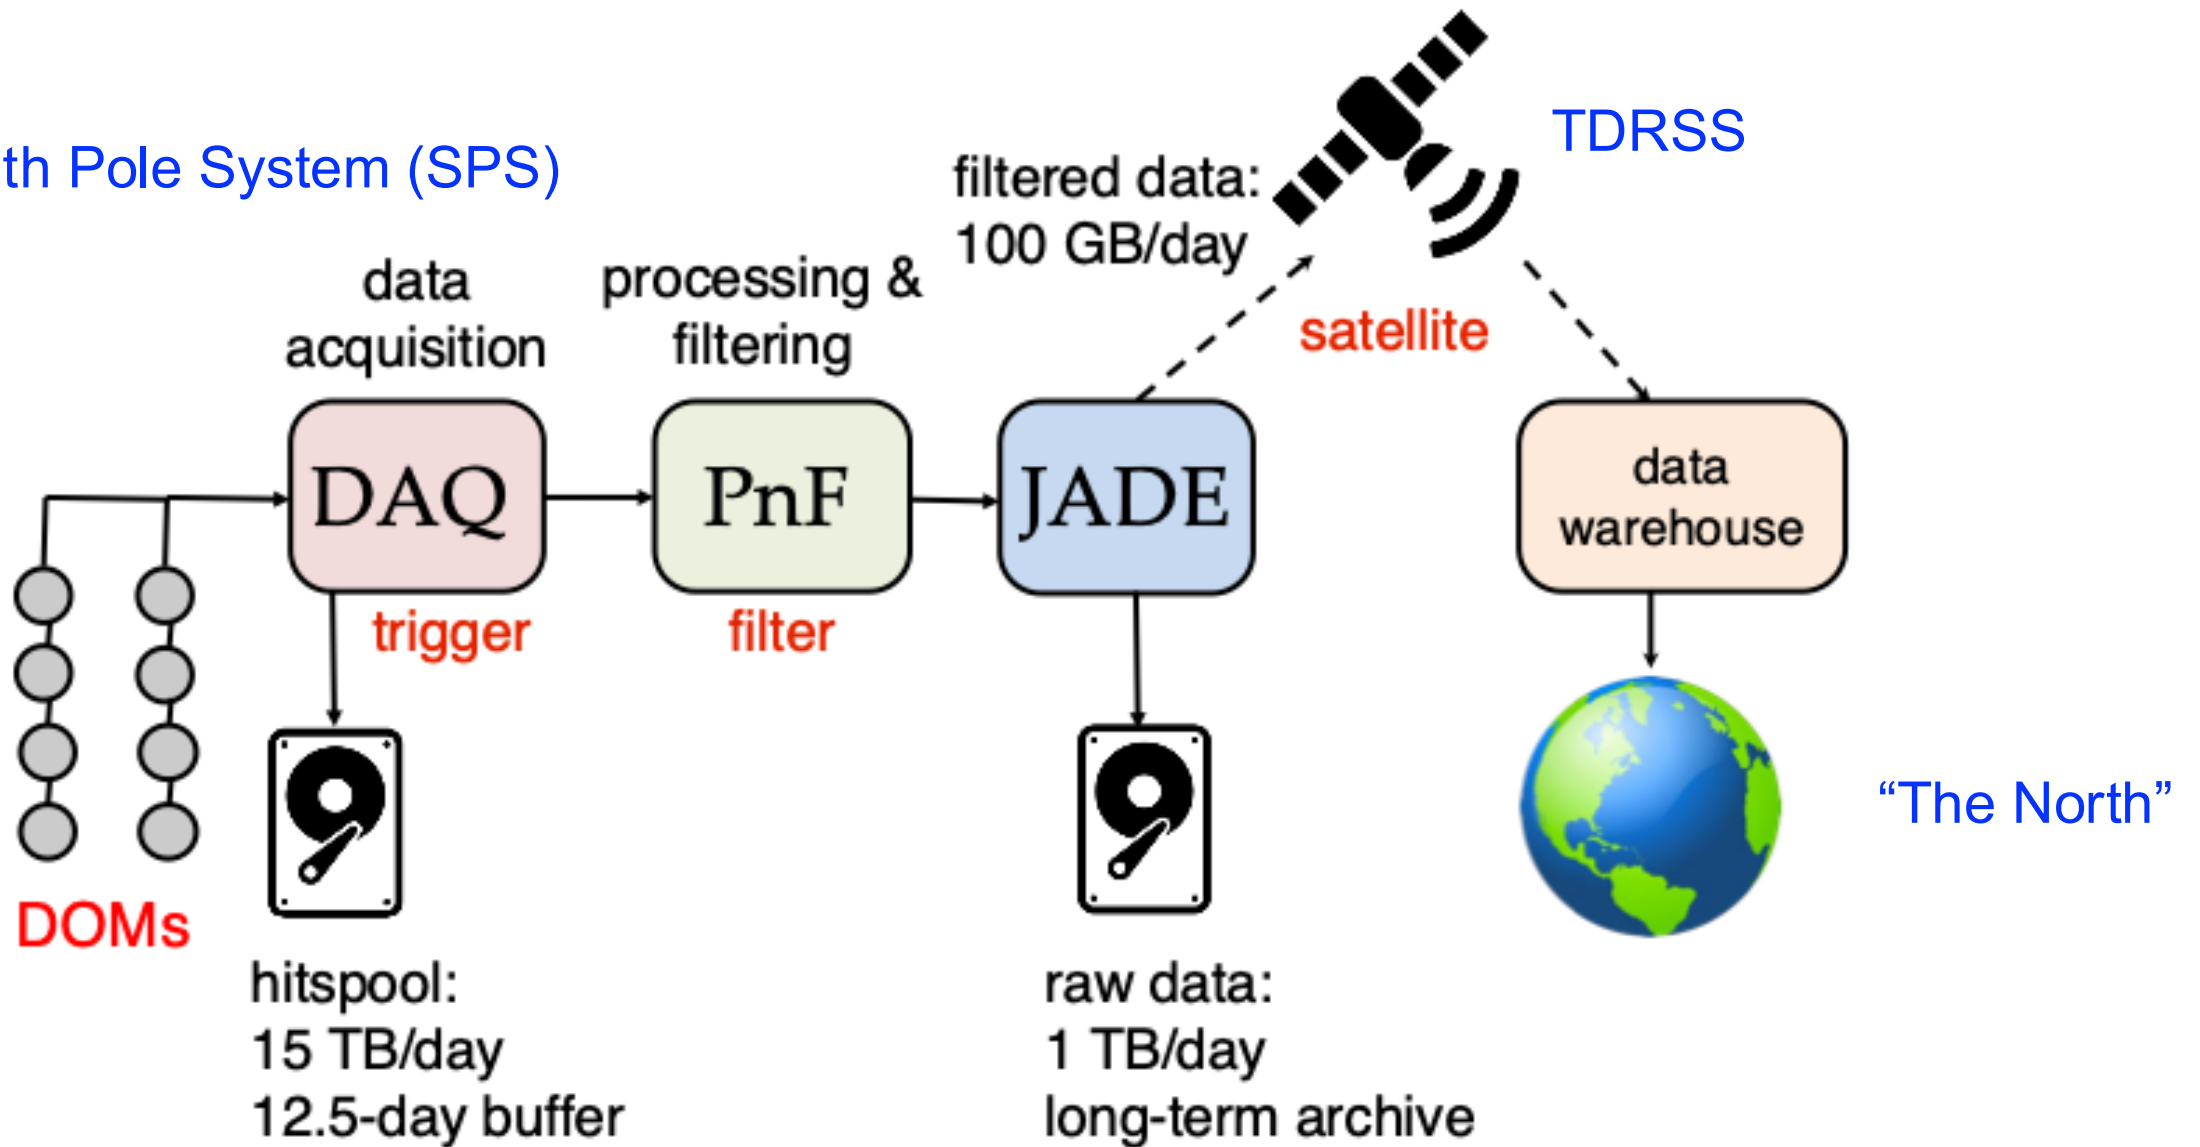 th Pole System (SPS)
TDRSS
filtered data:
100 GB/day
data
acquisition
processing &
filtering
satellite
DAQ
PnF
JADE
data
warehouse
trigger
filter
DOMs
“The North”
hitspool:
15 TB/day
12.5-day buffer
raw data:
1 TB/day
long-term archive